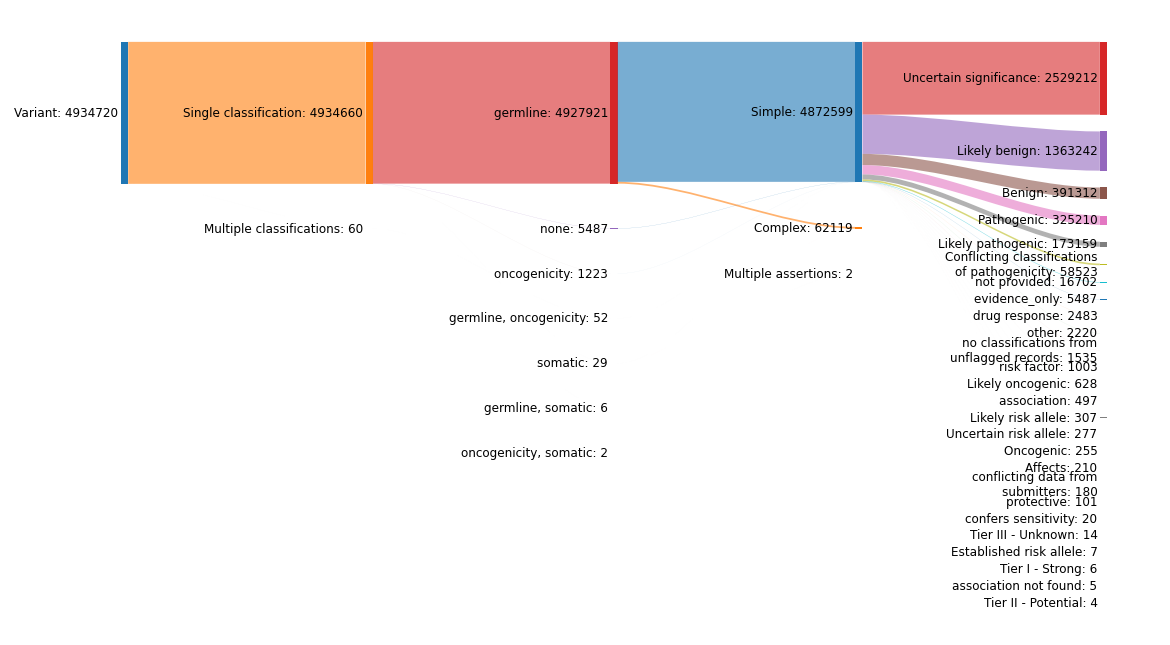 Variant: 4934720
Single classification: 4934660
Multiple classifications: 60
germline: 4927921
none: 5487
oncogenicity: 1223
germline, oncogenicity: 52
somatic: 29
germline, somatic: 6
oncogenicity, somatic: 2
Simple: 4872599
Complex: 62119
Multiple assertions: 2
Uncertain significance: 2529212
Likely benign: 1363242
Benign: 391312
Pathogenic: 325210
Likely pathogenic: 173159
Conflicting classifications
of pathogenicity: 58523
not provided: 16702
evidence_only: 5487
drug response: 2483
other: 2220
no classifications from
unflagged records: 1535
risk factor: 1003
Likely oncogenic: 628
association: 497
Likely risk allele: 307
Uncertain risk allele: 277
Oncogenic: 255
Affects: 210
conflicting data from
submitters: 180
protective: 101
confers sensitivity: 20
Tier III - Unknown: 14
Established risk allele: 7
Tier I - Strong: 6
association not found: 5
Tier II - Potential: 4